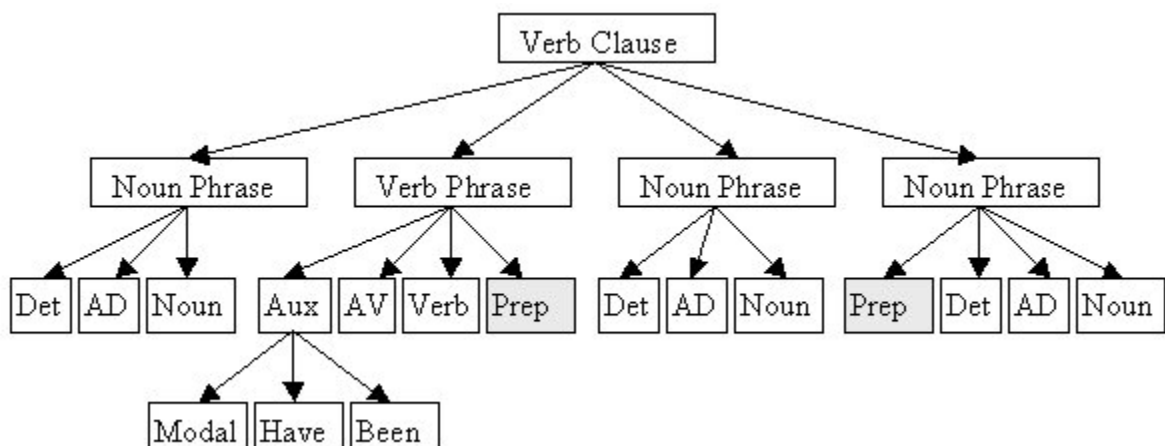 Verb Clause
Noun Phrase Verb Phrase Noun Phrase Noun Phrase
Det AD Noun Aux AV Verb Prep Det AD Noun Prep Det AD Noun
Modal Have Been